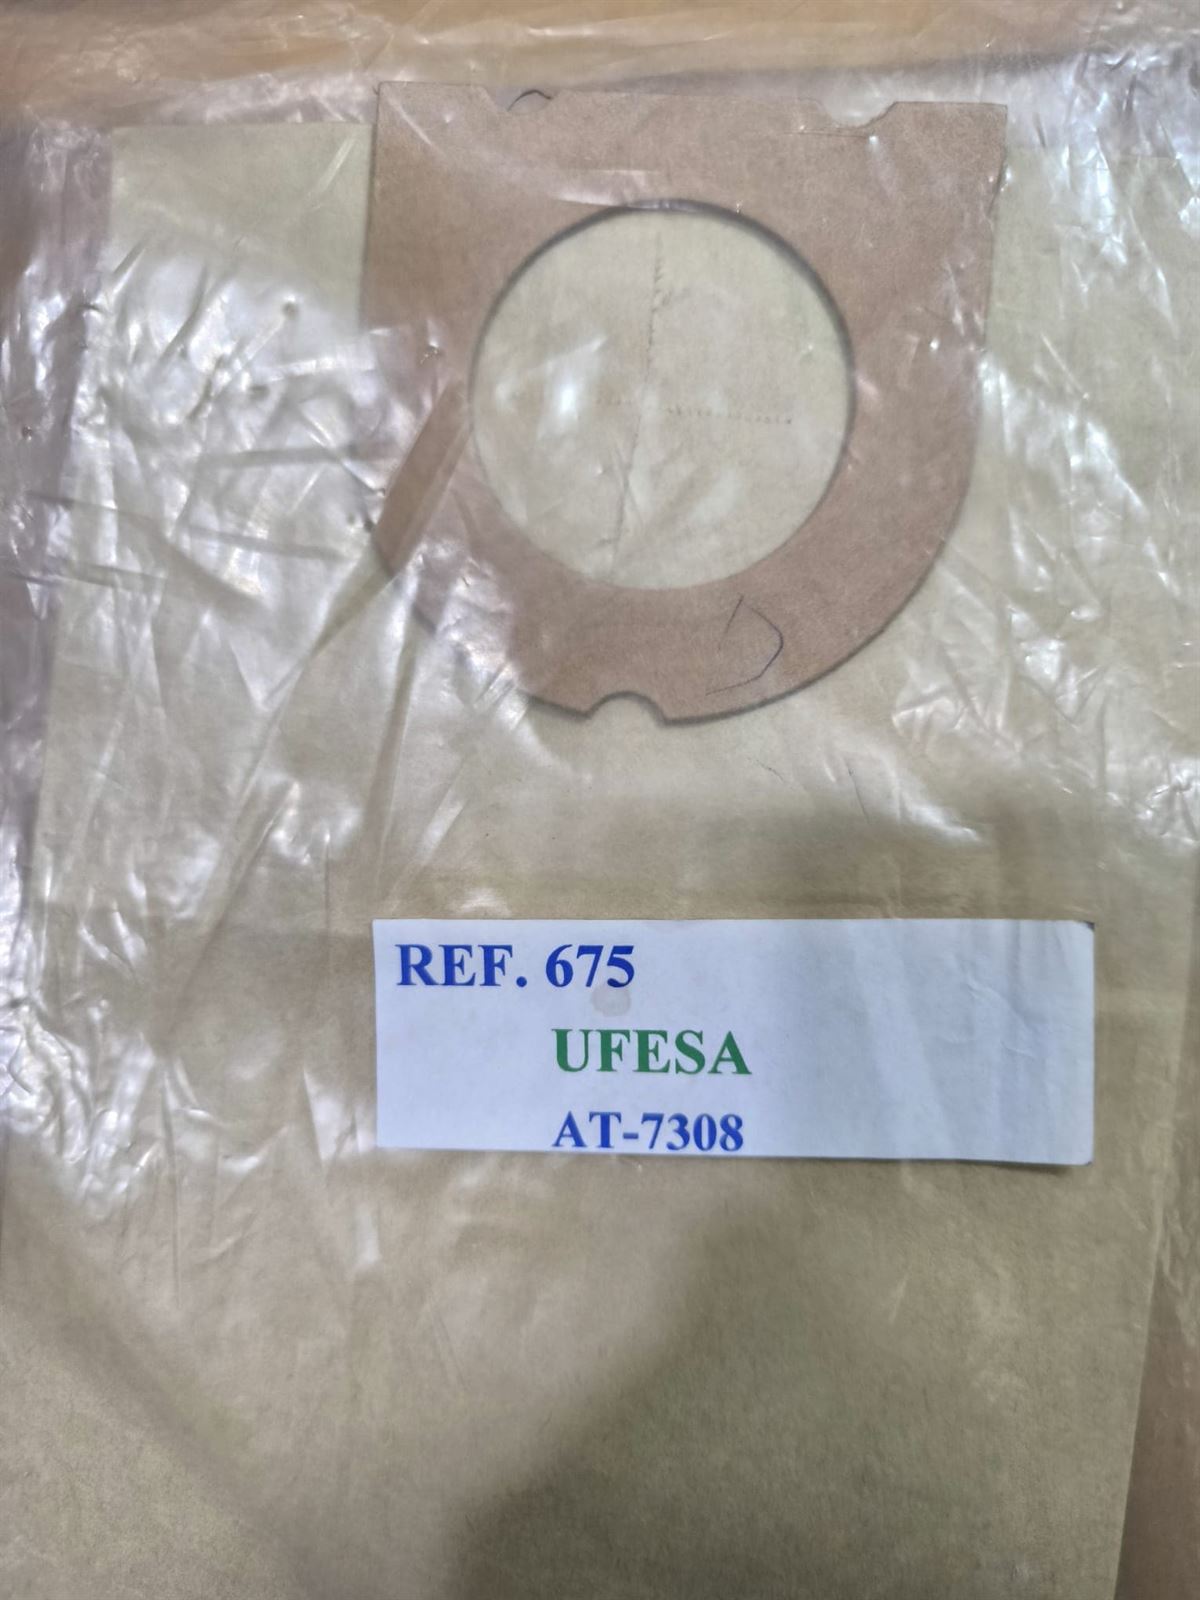 REF. 675
UFESA
AT-7308